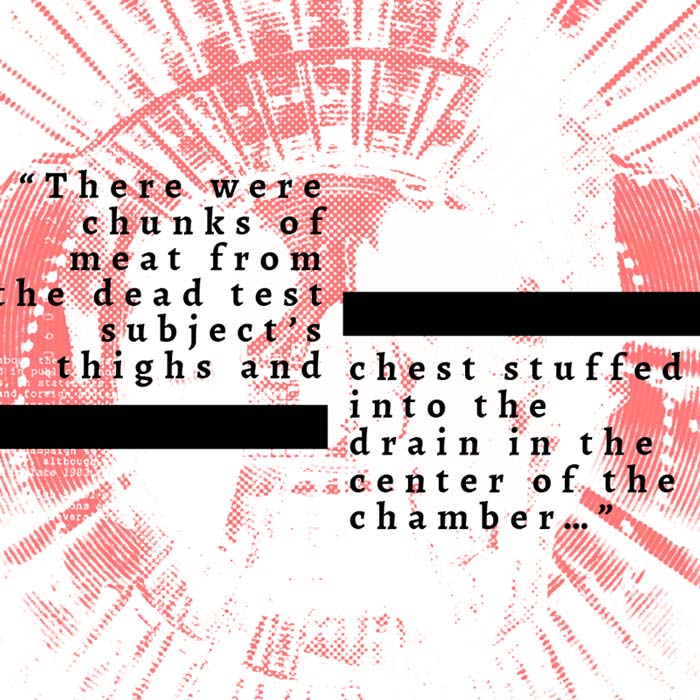 “There were
chunks of
meat from
the dead test
subject’s
thighs and
chest stuffed
into the
drain in the
center of the
chamber…”